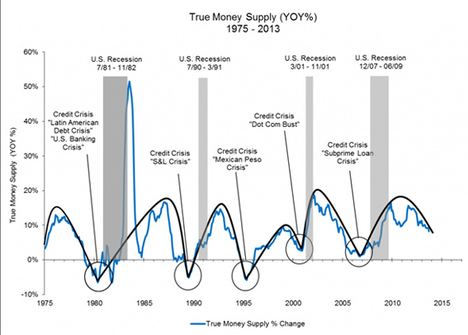 True Money Supply (YOY%)
1975 - 2013
U.S. Recession
7/81 - 11/82
U.S. Recession
7/90 - 3/91
U.S. Recession
3/01 - 11/01
U.S. Recession
12/07 - 06/09
Credit Crisis
"Latin American
Debt Crisis"
"U.S. Banking
Crisis"
Credit Crisis
"S&L Crisis"
Credit Crisis
"Mexican Peso
Crisis"
Credit Crisis
"Dot Com Bust"
Credit Crisis
"Subprime Loan
Crisis"
True Money Supply (YOY %)
60%
50%
40%
30%
20%
10%
0%
-10%
1975 1980 1985 1990 1995 2000 2005 2010 2015
True Money Supply % Change